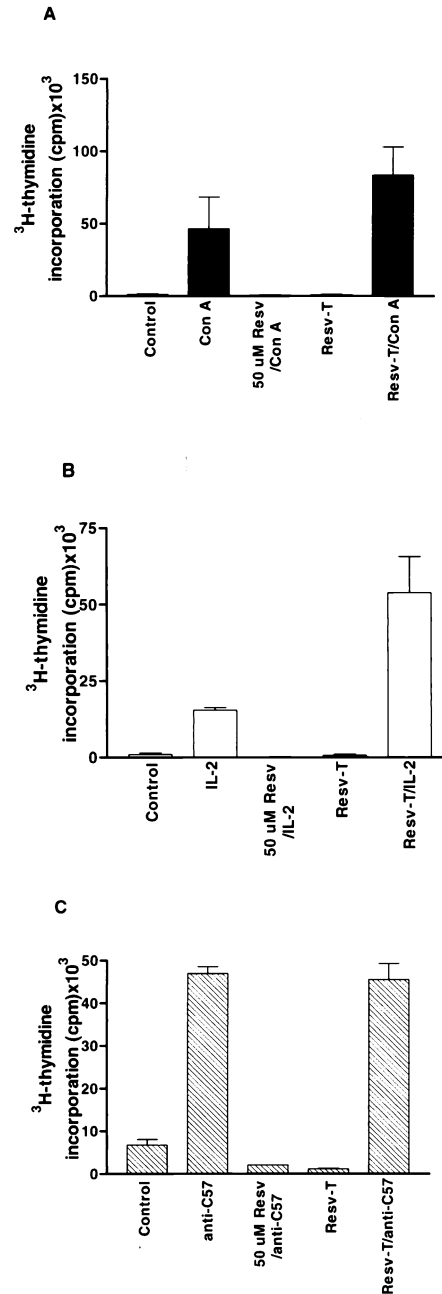 A
³H-thymidine
incorporation (cpm)x10³
150
100
50
0
Control
Con A
50 uM Resv
/Con A
Resv-T
Resv-T/Con A
B
³H-thymidine
incorporation (cpm)x10³
75
50
25
0
Control
IL-2
50 uM Resv
/IL-2
Resv-T
Resv-T/IL-2
C
³H-thymidine
incorporation (cpm)x10³
50
40
30
20
10
0
Control
anti-C57
50 uM Resv
/anti-C57
Resv-T
Resv-T/anti-C57